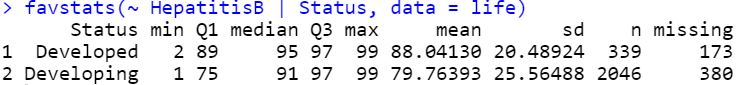 > favstats(~ HepatitisB | Status, data = life)
Status min Q1 median Q3 max mean sd n missing
1 Developed 2 89 95 97 99 88.04130 20.48924 339 173
2 Developing 1 75 91 97 99 79.76393 25.56488 2046 380